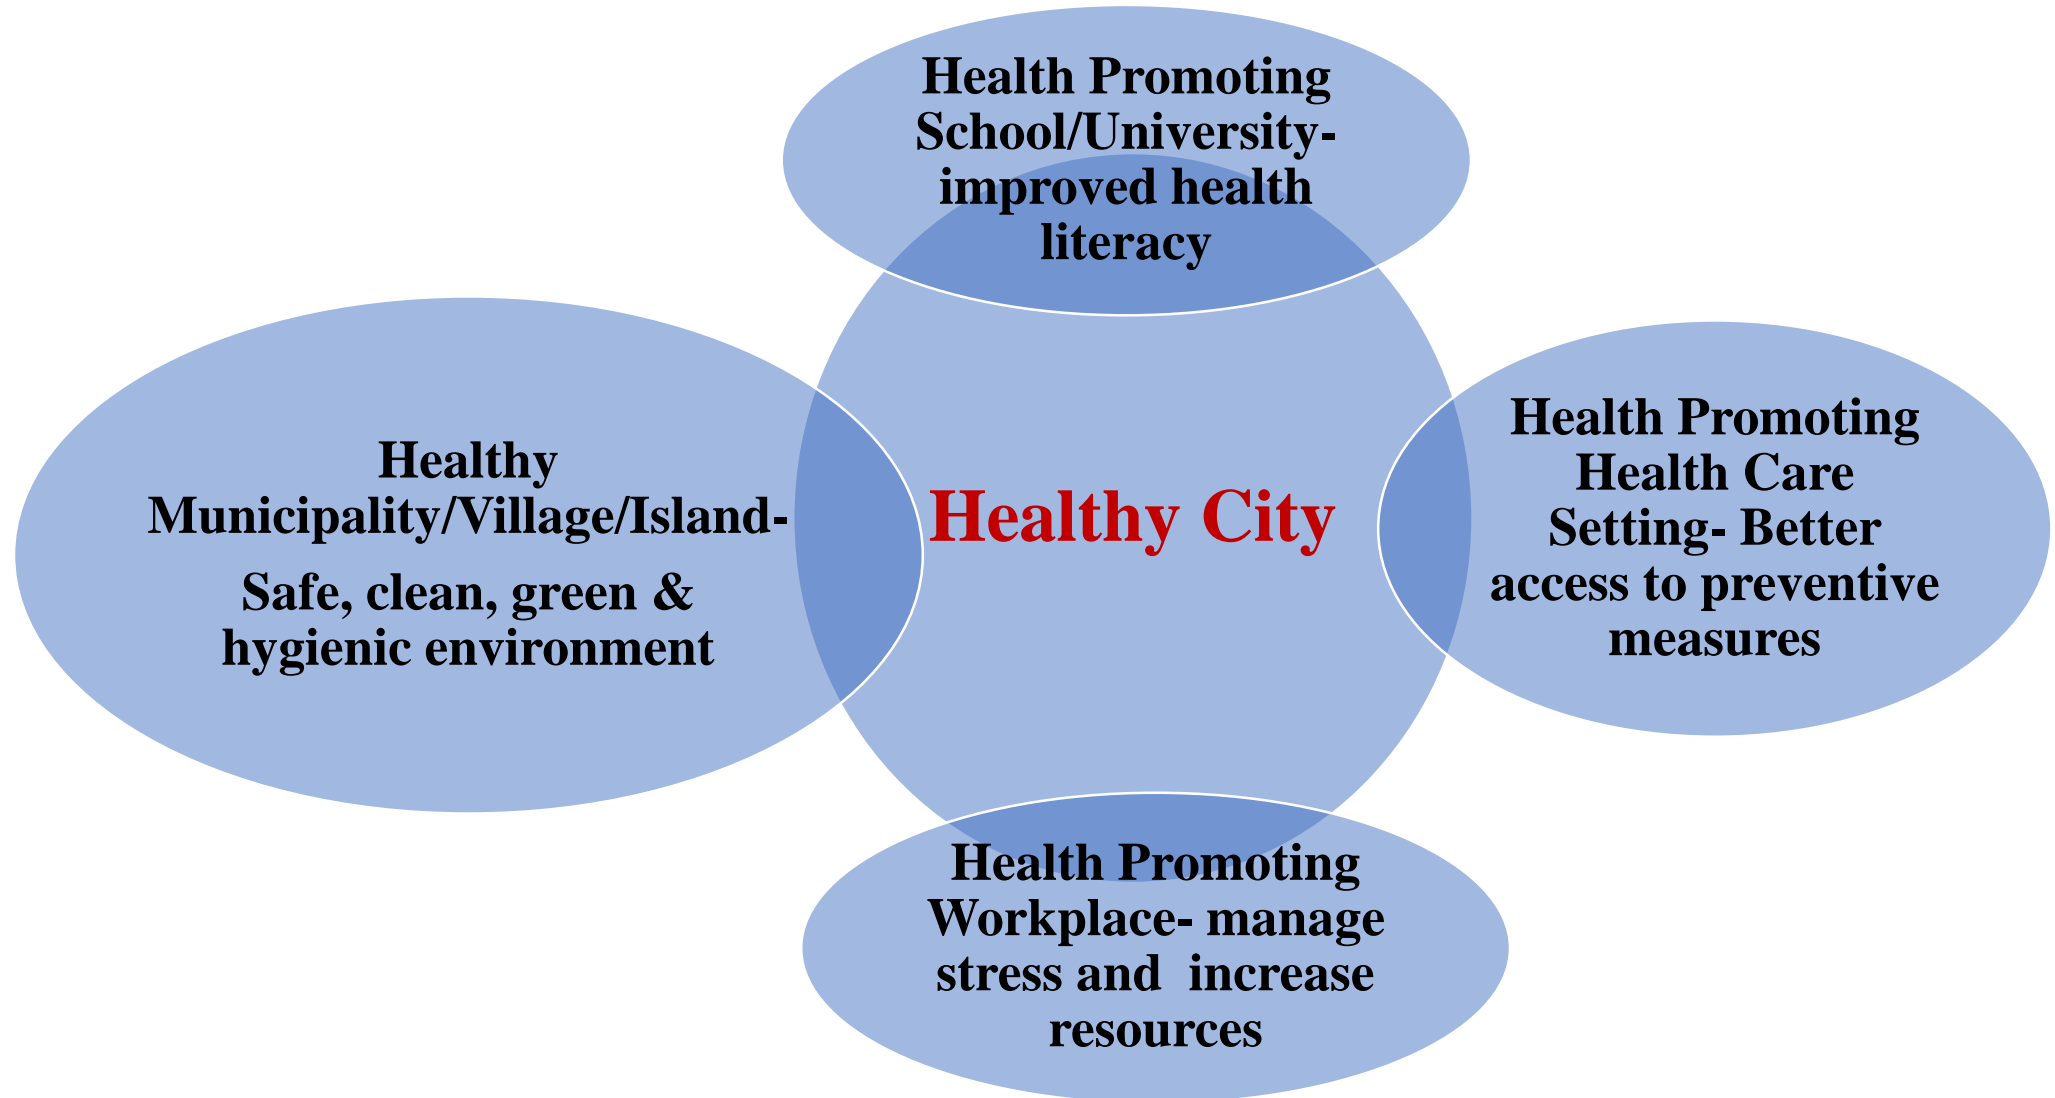 Health Promoting
School/University-
improved health
literacy
Healthy
Municipality/Village/Island-
Safe, clean, green &
hygienic environment
Healthy City
Health Promoting
Health Care
Setting- Better
access to preventive
measures
Health Promoting
Workplace- manage
stress and  increase
resources